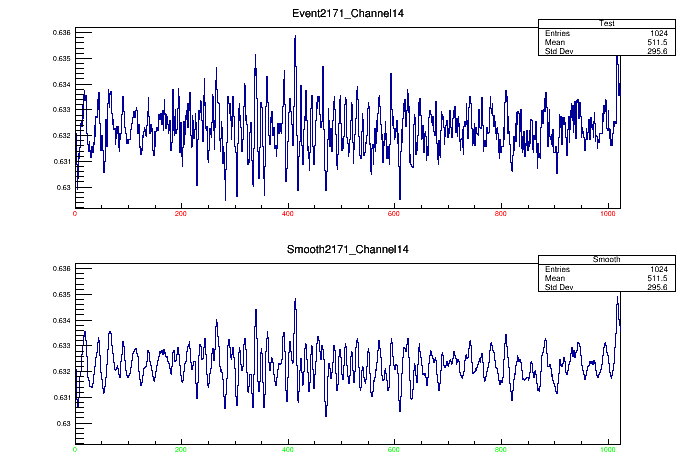 Event2171_Channel14
Test
Entries 1024
Mean 511.5
Std Dev 295.6
0.636
0.635
0.634
0.633
0.632
0.631
0.63
0 200 400 600 800 1000
Smooth2171_Channel14
Smooth
Entries 1024
Mean 511.5
Std Dev 295.6
0.636
0.635
0.634
0.633
0.632
0.631
0.63
0 200 400 600 800 1000